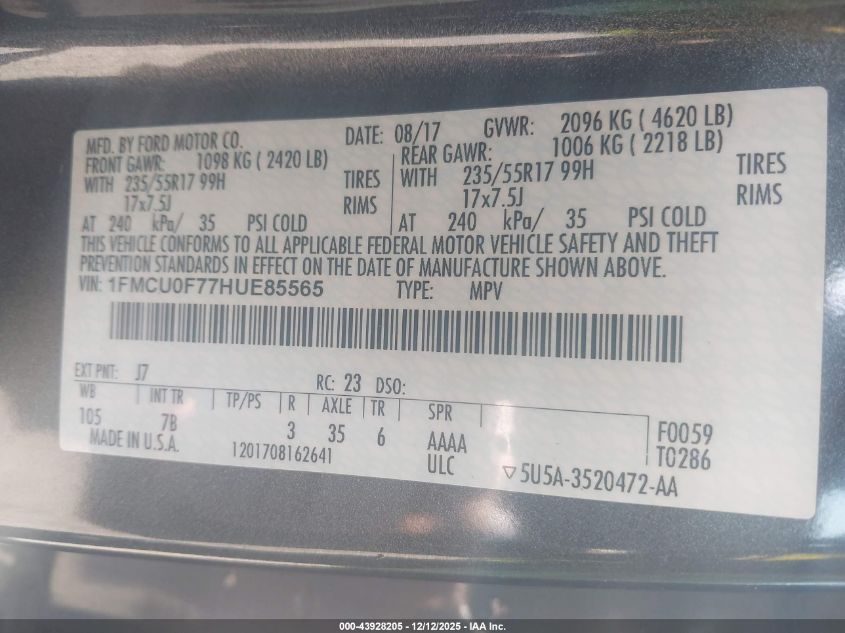 MFD. BY FORD MOTOR CO. DATE: 08/17 GVWR: 2096 KG ( 4620 LB)
FRONT GAWR: 1098 KG ( 2420 LB) REAR GAWR: 1006 KG ( 2218 LB)
WITH 235/55R17 99H TIRES WITH 235/55R17 99H TIRES
17x7.5J RIMS 17x7.5J RIMS
AT 240 kPa/ 35 PSI COLD AT 240 kPa/ 35 PSI COLD
THIS VEHICLE CONFORMS TO ALL APPLICABLE FEDERAL MOTOR VEHICLE SAFETY AND THEFT
PREVENTION STANDARDS IN EFFECT ON THE DATE OF MANUFACTURE SHOWN ABOVE.
VIN: 1FMCU0F77HUE85565 TYPE: MPV
EXT PNT: J7 RC: 23 DSO:
WB INT TR TP/PS R AXLE TR SPR
105 7B 3 35 6 AAAA F0059
MADE IN U.S.A. 1201708162641 ULC T0286
▽5U5A-3520472-AA
000-43928205 - 12/12/2025 - IAA Inc.